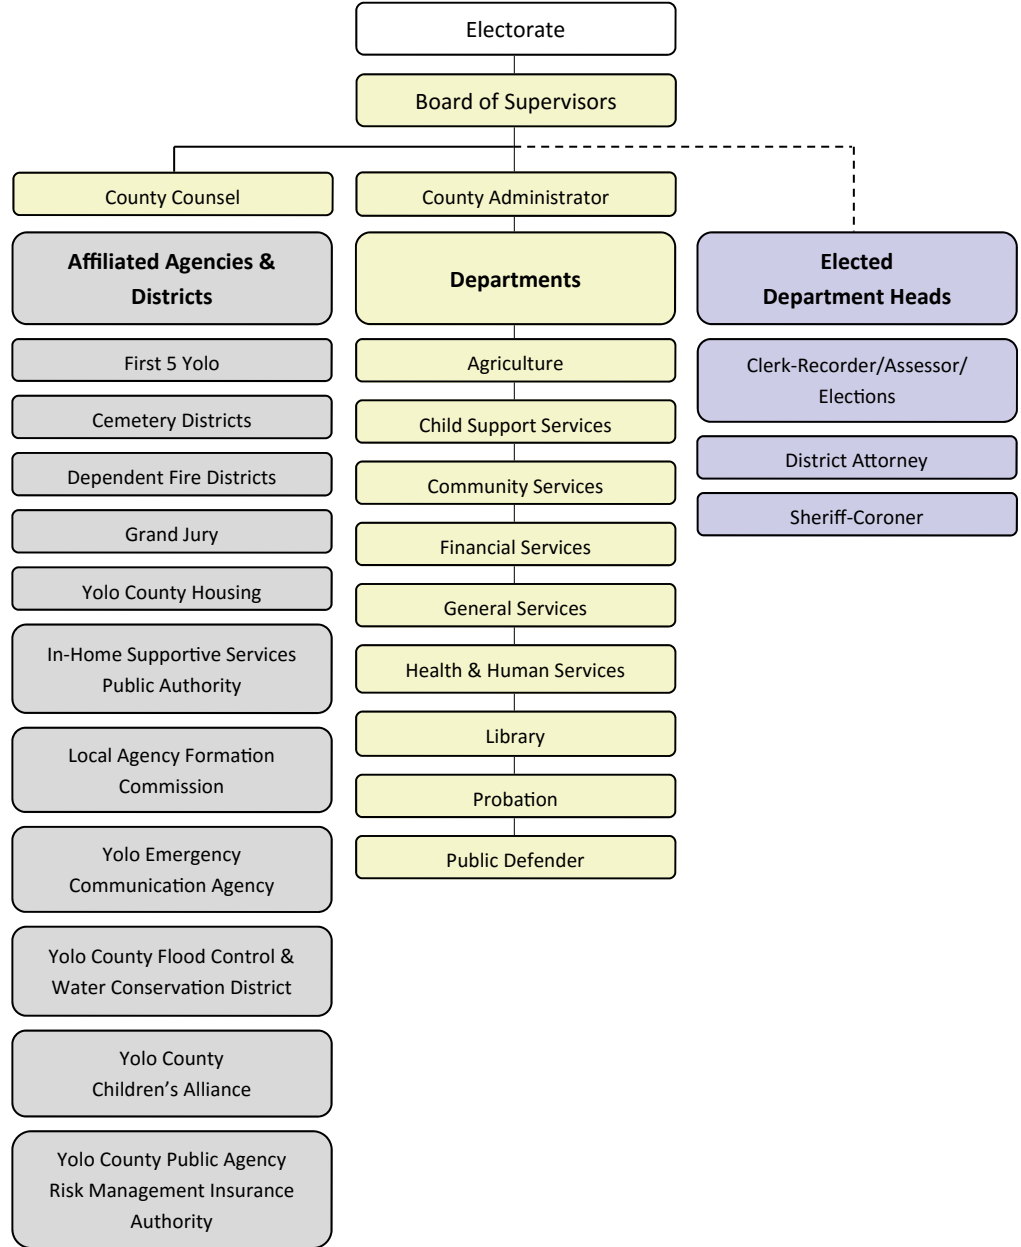 Electorate
Board of Supervisors
County Counsel
County Administrator
Affiliated Agencies &
Districts
First 5 Yolo
Cemetery Districts
Dependent Fire Districts
Grand Jury
Yolo County Housing
In-Home Supportive Services
Public Authority
Local Agency Formation
Commission
Yolo Emergency
Communication Agency
Yolo County Flood Control &
Water Conservation District
Yolo County
Children’s Alliance
Yolo County Public Agency
Risk Management Insurance
Authority
Departments
Agriculture
Child Support Services
Community Services
Financial Services
General Services
Health & Human Services
Library
Probation
Public Defender
Elected
Department Heads
Clerk-Recorder/Assessor/
Elections
District Attorney
Sheriff-Coroner